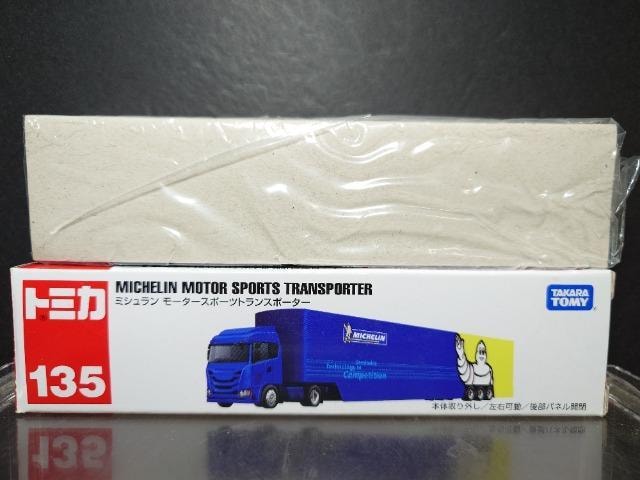 トミカ
135
MICHELIN MOTOR SPORTS TRANSPORTER
ミシュラン モータースポーツトランスポーター
TAKARA
TOMY
MICHELIN
Technology in
Competition
本体取り外し/左右可動/後部パネル開閉